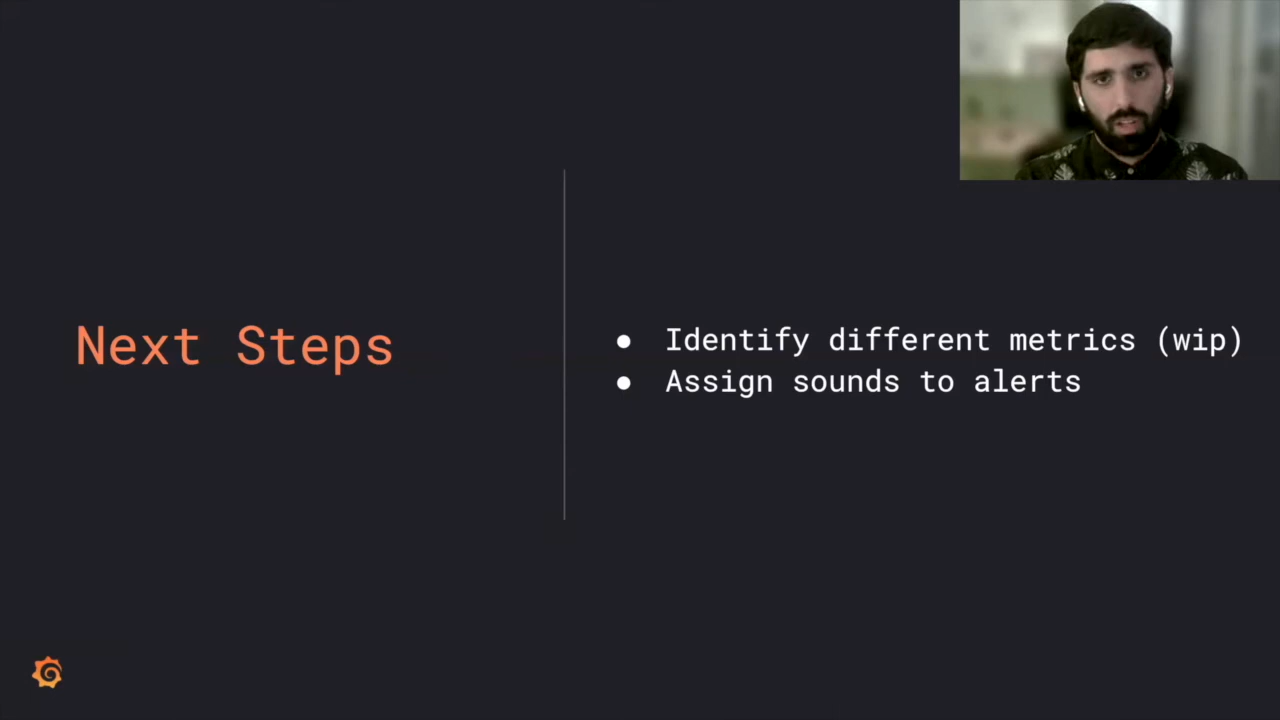 Next Steps
● Identify different metrics (wip)
● Assign sounds to alerts